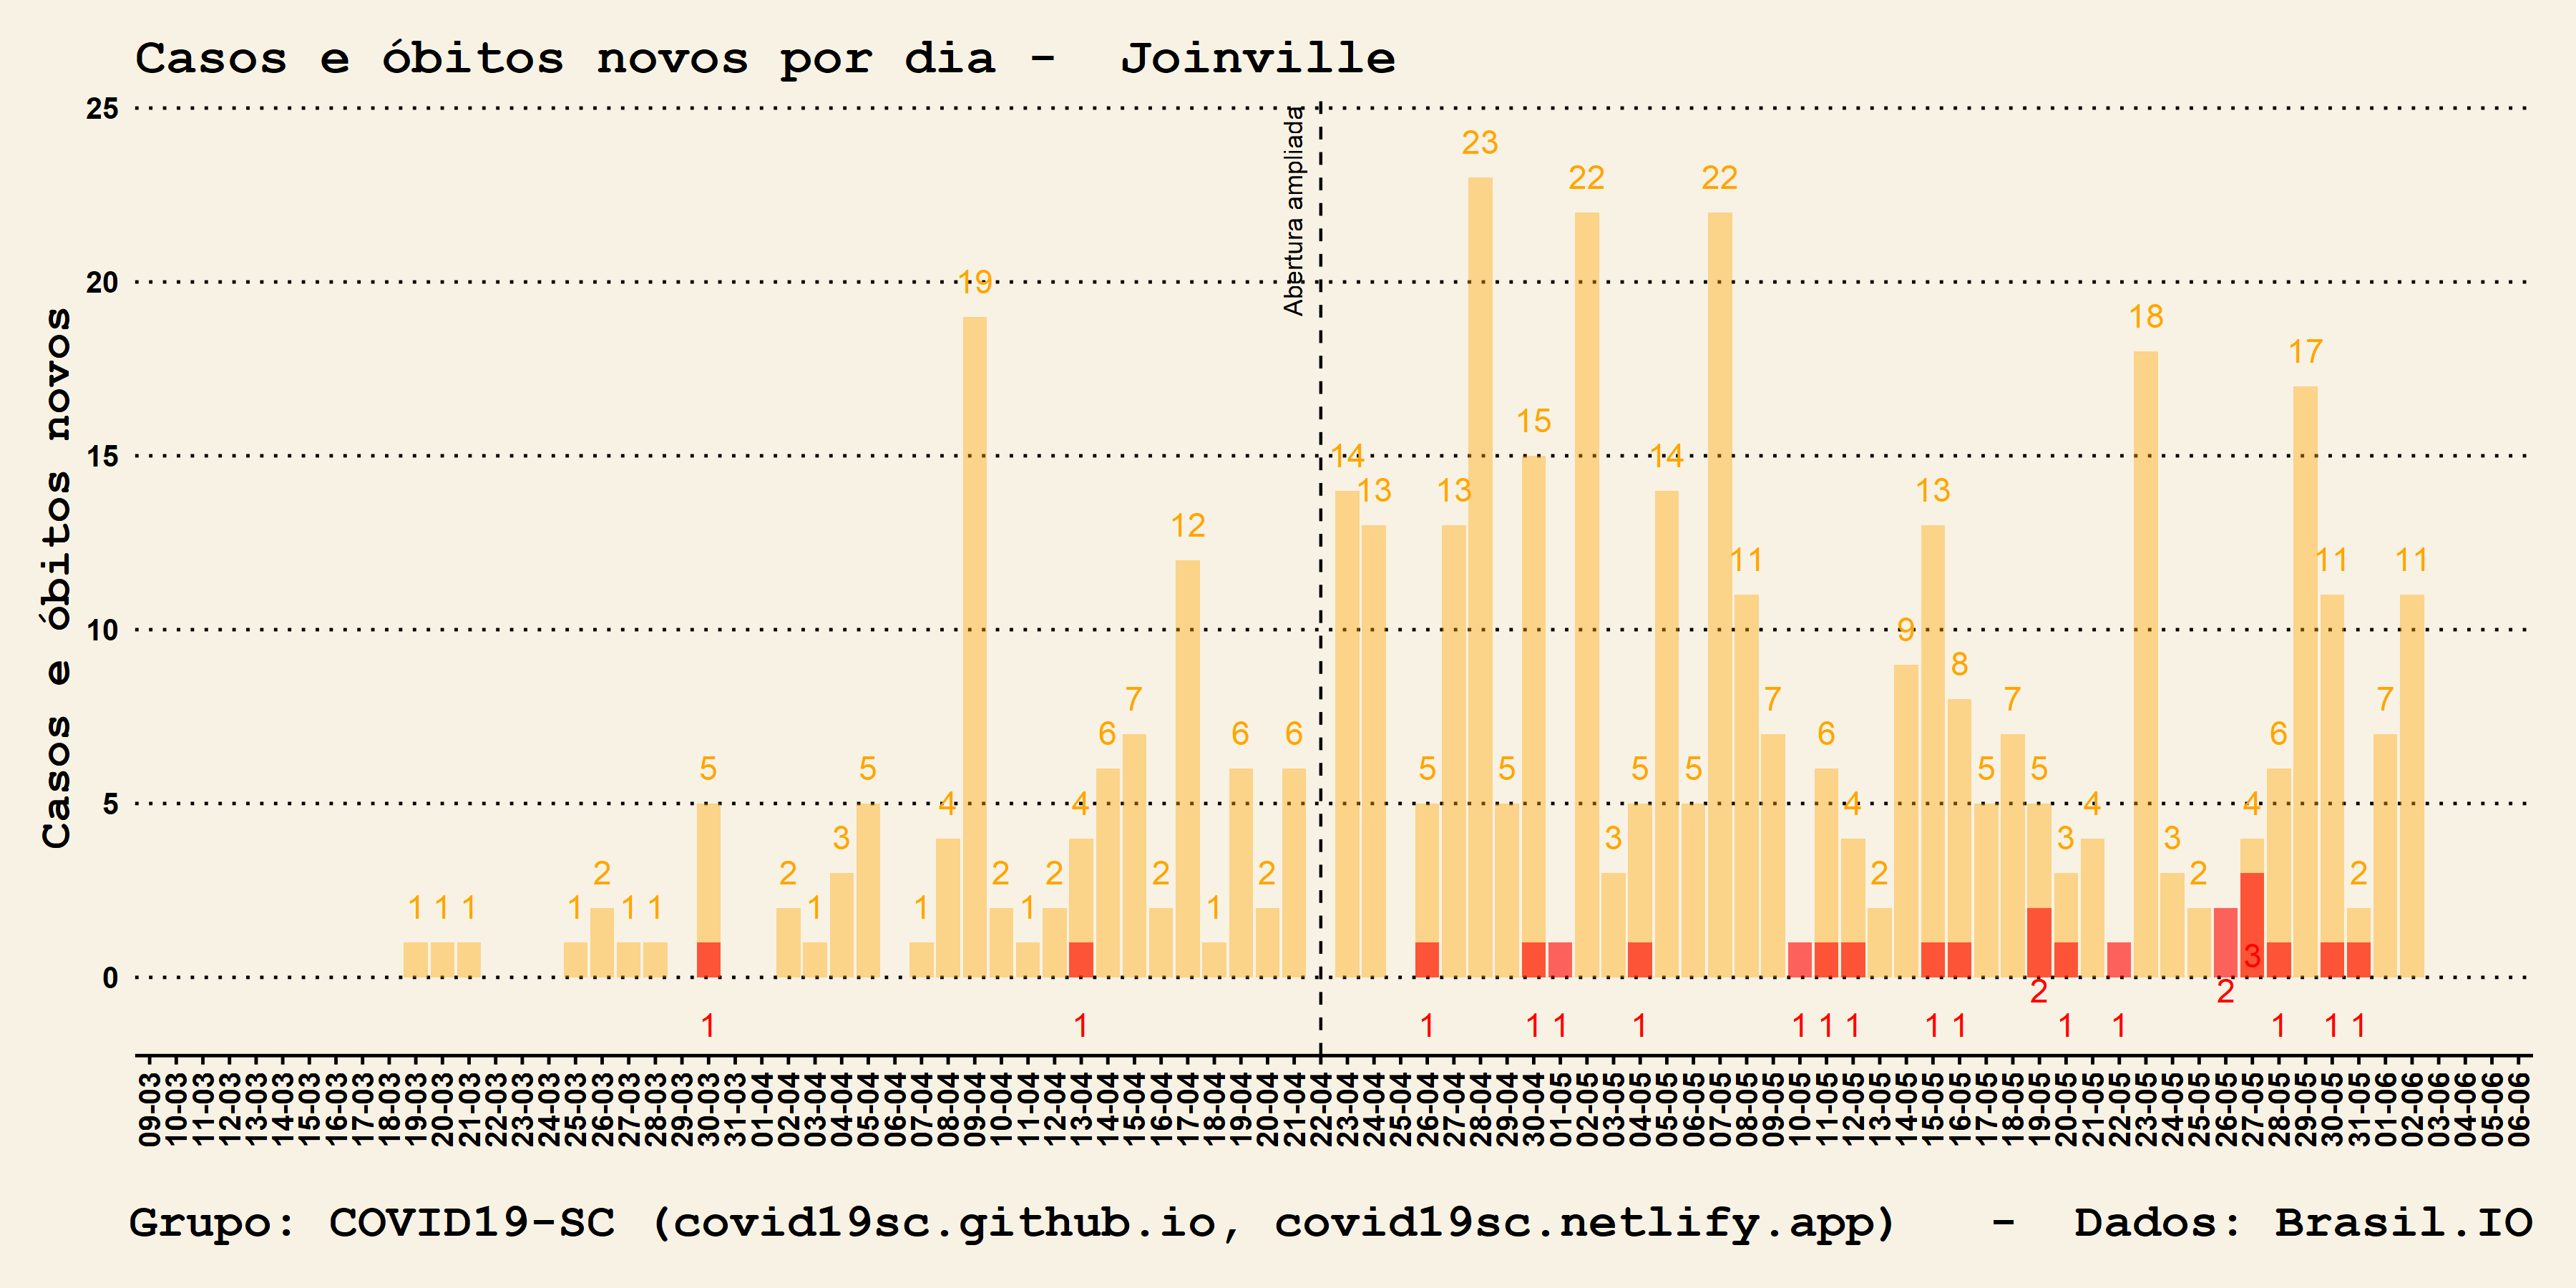 Casos e óbitos novos por dia -  Joinville
Casos e óbitos novos
25
20
15
10
5
0
Abertura ampliada
1 1 1 1 2 1 1 5 2 1 3 5 1 4 19 2 1 2 4 6 7 2 12 1 6 2 6 14 13 5 13 23 5 15 22 3 5 14 5 22 11 7 6 4 2 9 13 8 5 7 5 3 4 18 3 2 4 6 17 11 2 7 11
1 1 1 1 1 1 1 1 1 1 1 2 1 1 2 3 1 1 1
09-03 10-03 11-03 12-03 13-03 14-03 15-03 16-03 17-03 18-03 19-03 20-03 21-03 22-03 23-03 24-03 25-03 26-03 27-03 28-03 29-03 30-03 31-03 01-04 02-04 03-04 04-04 05-04 06-04 07-04 08-04 09-04 10-04 11-04 12-04 13-04 14-04 15-04 16-04 17-04 18-04 19-04 20-04 21-04 22-04 23-04 24-04 25-04 26-04 27-04 28-04 29-04 30-04 01-05 02-05 03-05 04-05 05-05 06-05 07-05 08-05 09-05 10-05 11-05 12-05 13-05 14-05 15-05 16-05 17-05 18-05 19-05 20-05 21-05 22-05 23-05 24-05 25-05 26-05 27-05 28-05 29-05 30-05 31-05 01-06 02-06 03-06 04-06 05-06 06-06
Grupo: COVID19-SC (covid19sc.github.io, covid19sc.netlify.app)   -  Dados: Brasil.IO